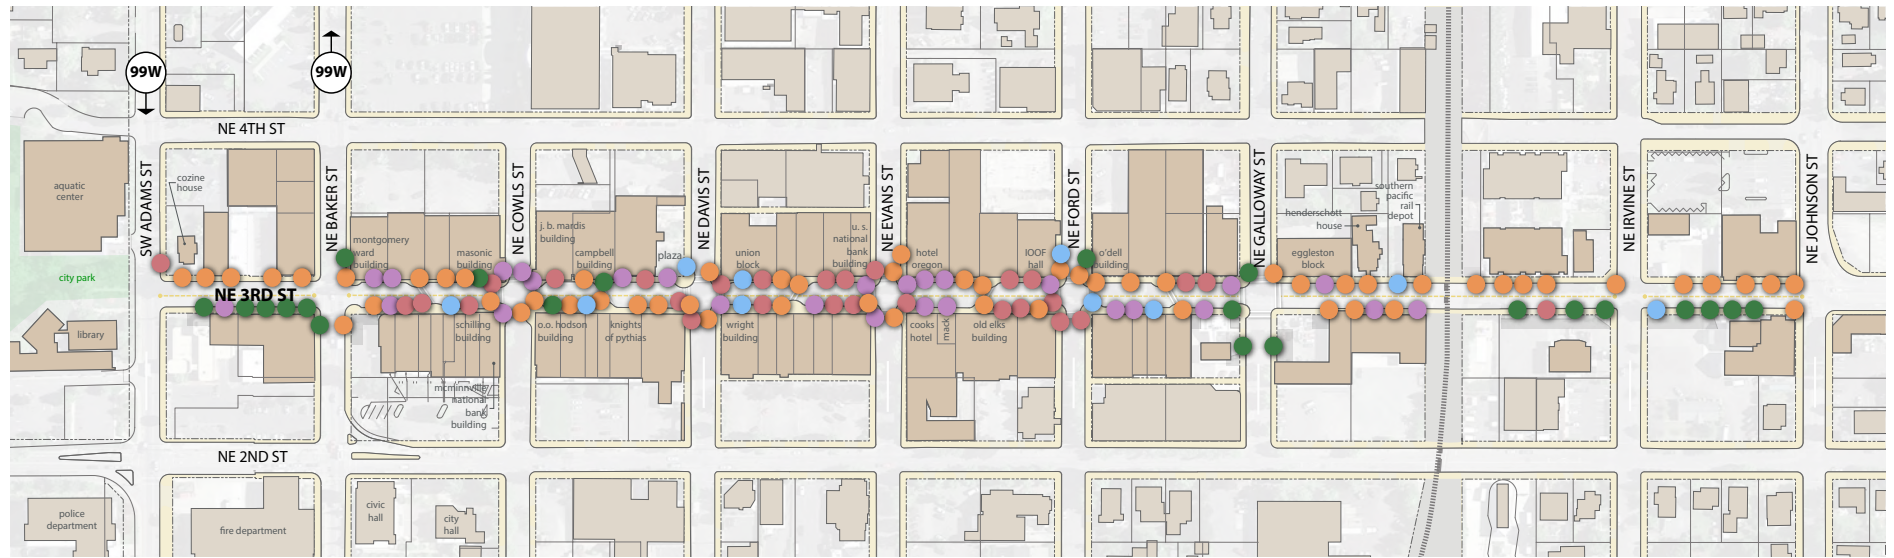 99W
99W
NE 4TH ST
SW ADAMS ST
NE BAKER ST
NE COWLS ST
NE DAVIS ST
NE EVANS ST
NE FORD ST
NE GALLOWAY ST
NE IRVINE ST
NE JOHNSON ST
aquatic
center
cozine
house
montgomery
ward
building
masonic
building
j. b. mardis
building
campbell
building
plaza
union
block
u. s.
national
bank
building
hotel
oregon
IOOF
hall
o'dell
building
henderschott
house
southern
pacific
rail
depot
eggleston
block
city park
NE 3RD ST
library
schilling
building
o.o. hodson
building
knights
of pythias
wright
building
cooks
hotel
mack
old elks
building
mcminnville
national
bank
building
NE 2ND ST
police
department
fire department
civic
hall
city
hall